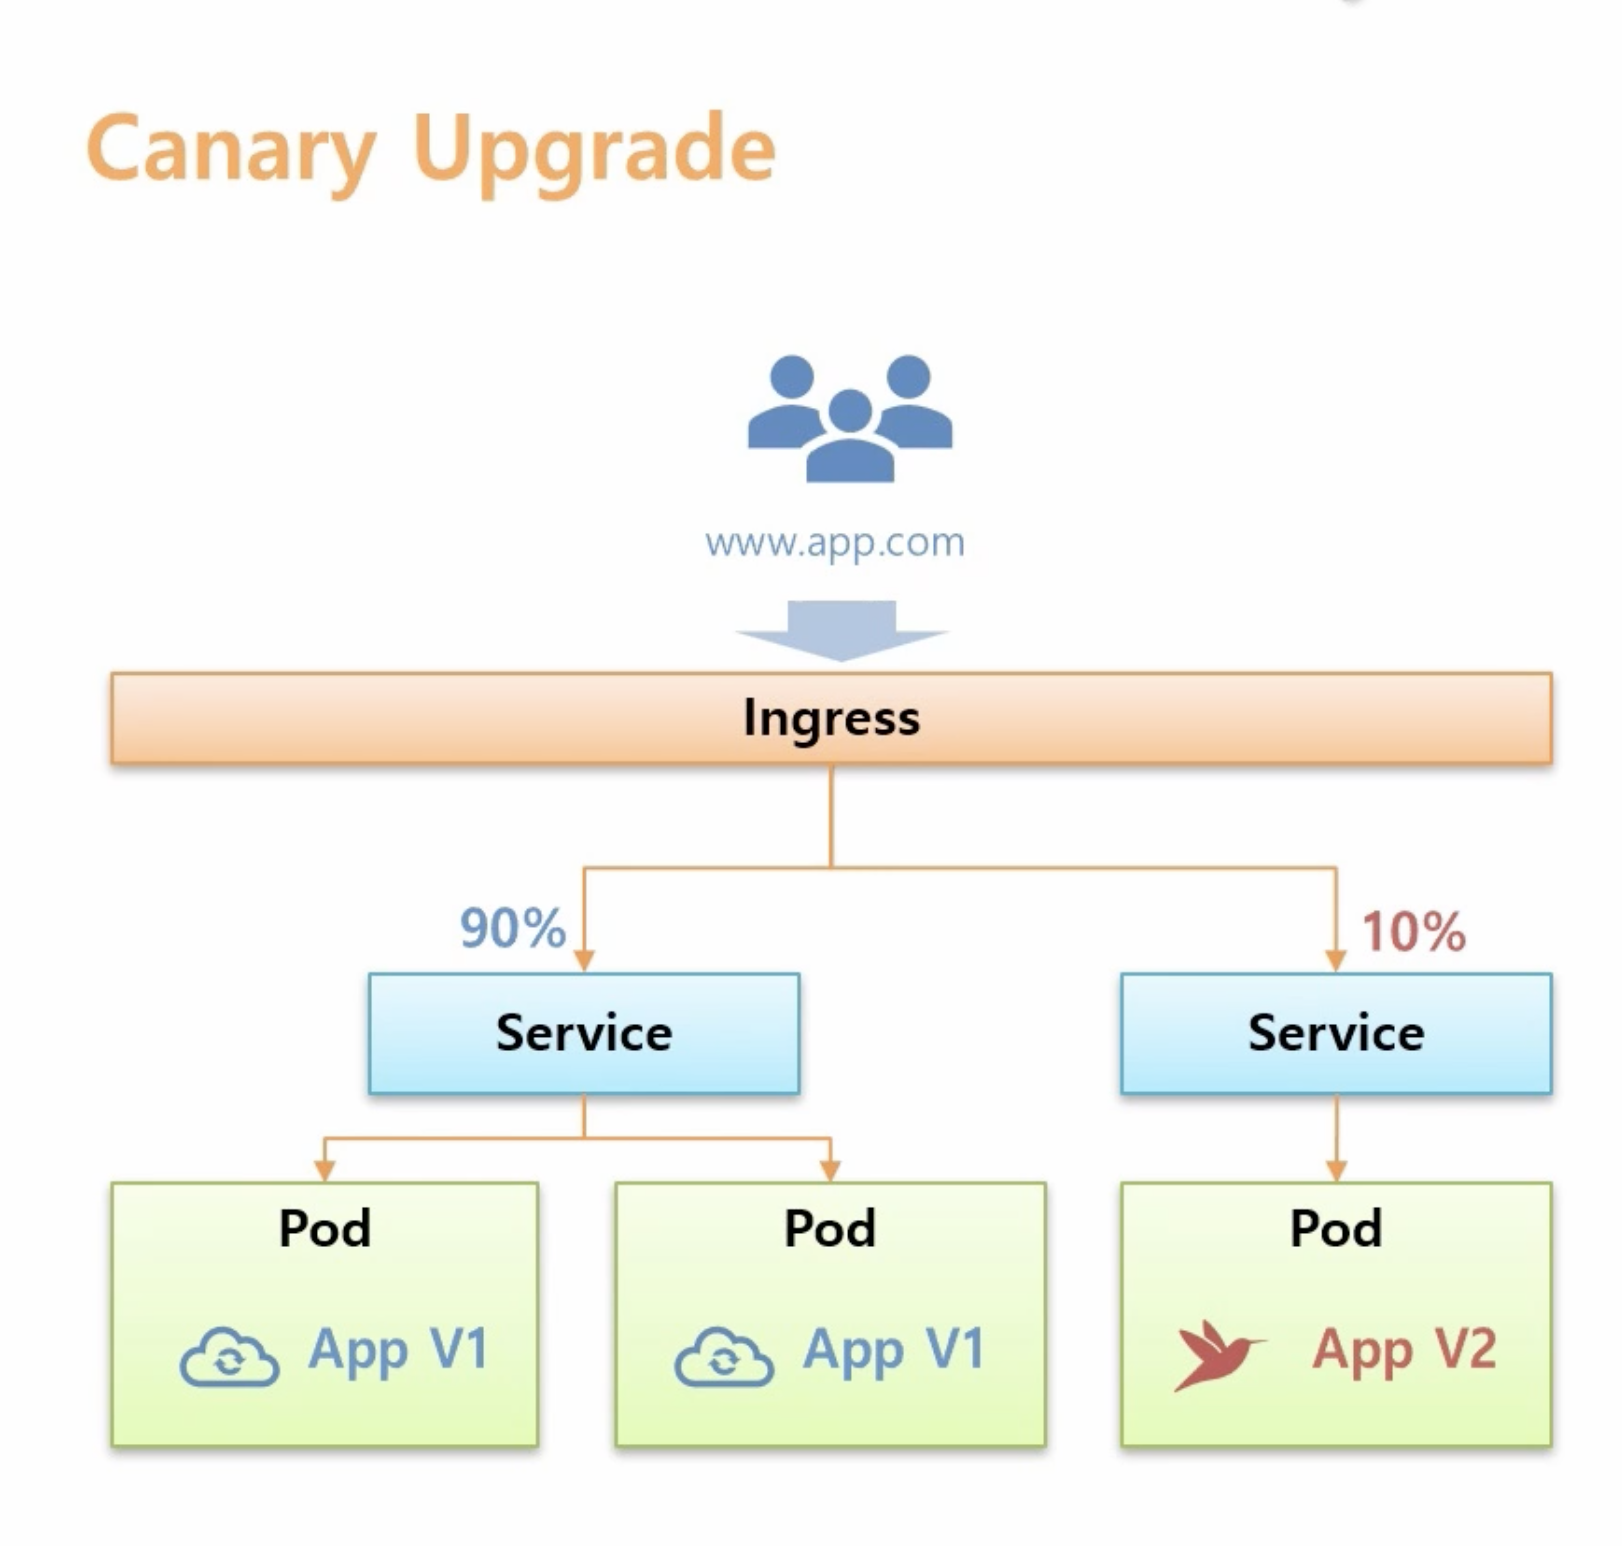 Canary Upgrade
www.app.com
Ingress
90%
10%
Service
Service
Pod
Pod
Pod
App V1
App V1
App V2